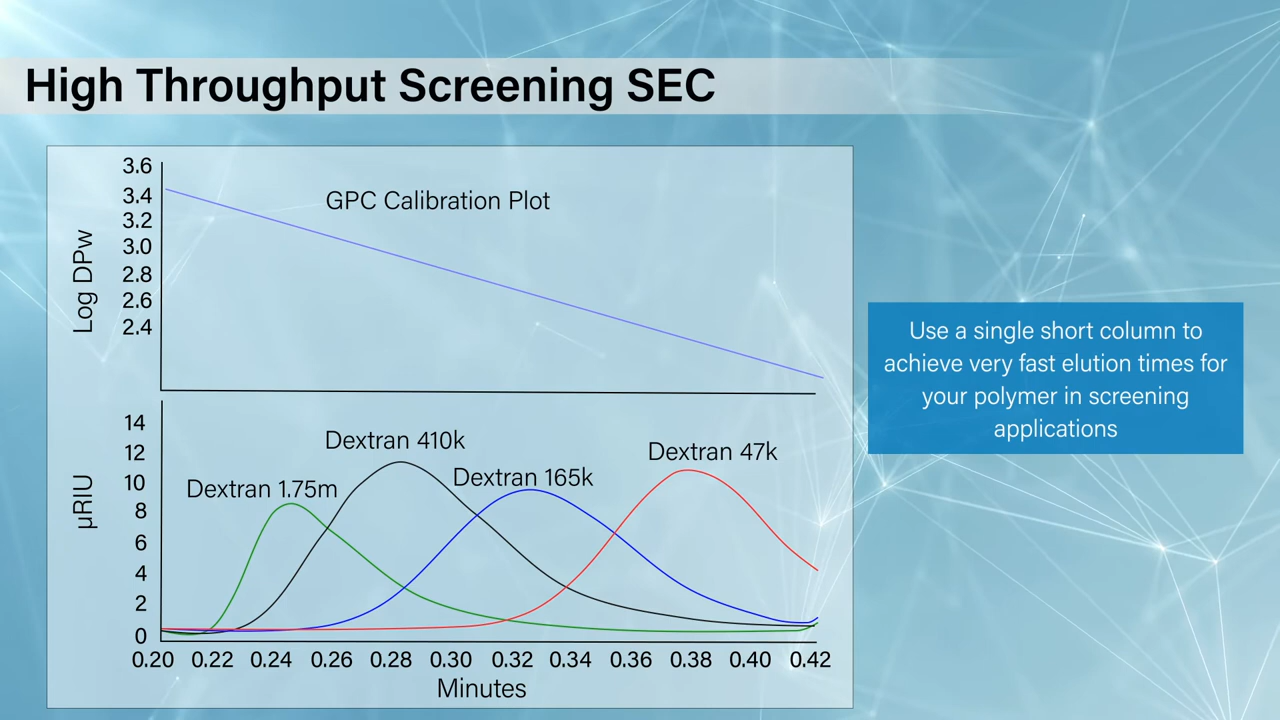 High Throughput Screening SEC
3.6
3.4
3.2
3.0
2.8
2.6
2.4
Log DPw
GPC Calibration Plot
14
12
10
8
6
4
2
0
µRIU
Dextran 1.75m
Dextran 410k
Dextran 165k
Dextran 47k
0.20 0.22 0.24 0.26 0.28 0.30 0.32 0.34 0.36 0.38 0.40 0.42
Minutes
Use a single short column to
achieve very fast elution times for
your polymer in screening
applications